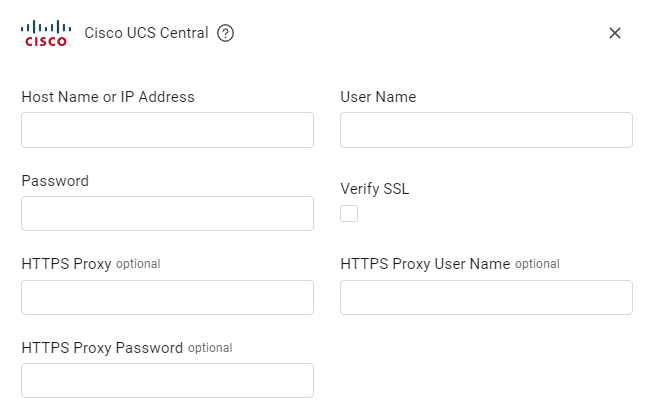 CISCO Cisco UCS Central ?
Host Name or IP Address User Name
Password Verify SSL
HTTPS Proxy optional HTTPS Proxy User Name optional
HTTPS Proxy Password optional